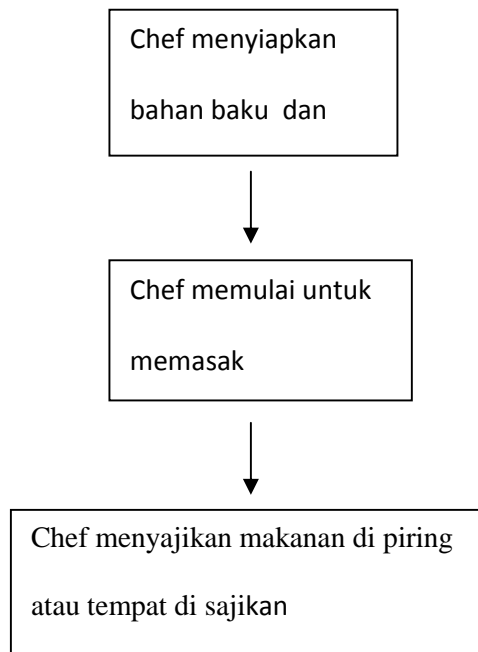 Chef menyiapkan
bahan baku dan
Chef memulai untuk
memasak
Chef menyajikan makanan di piring
atau tempat di sajikan